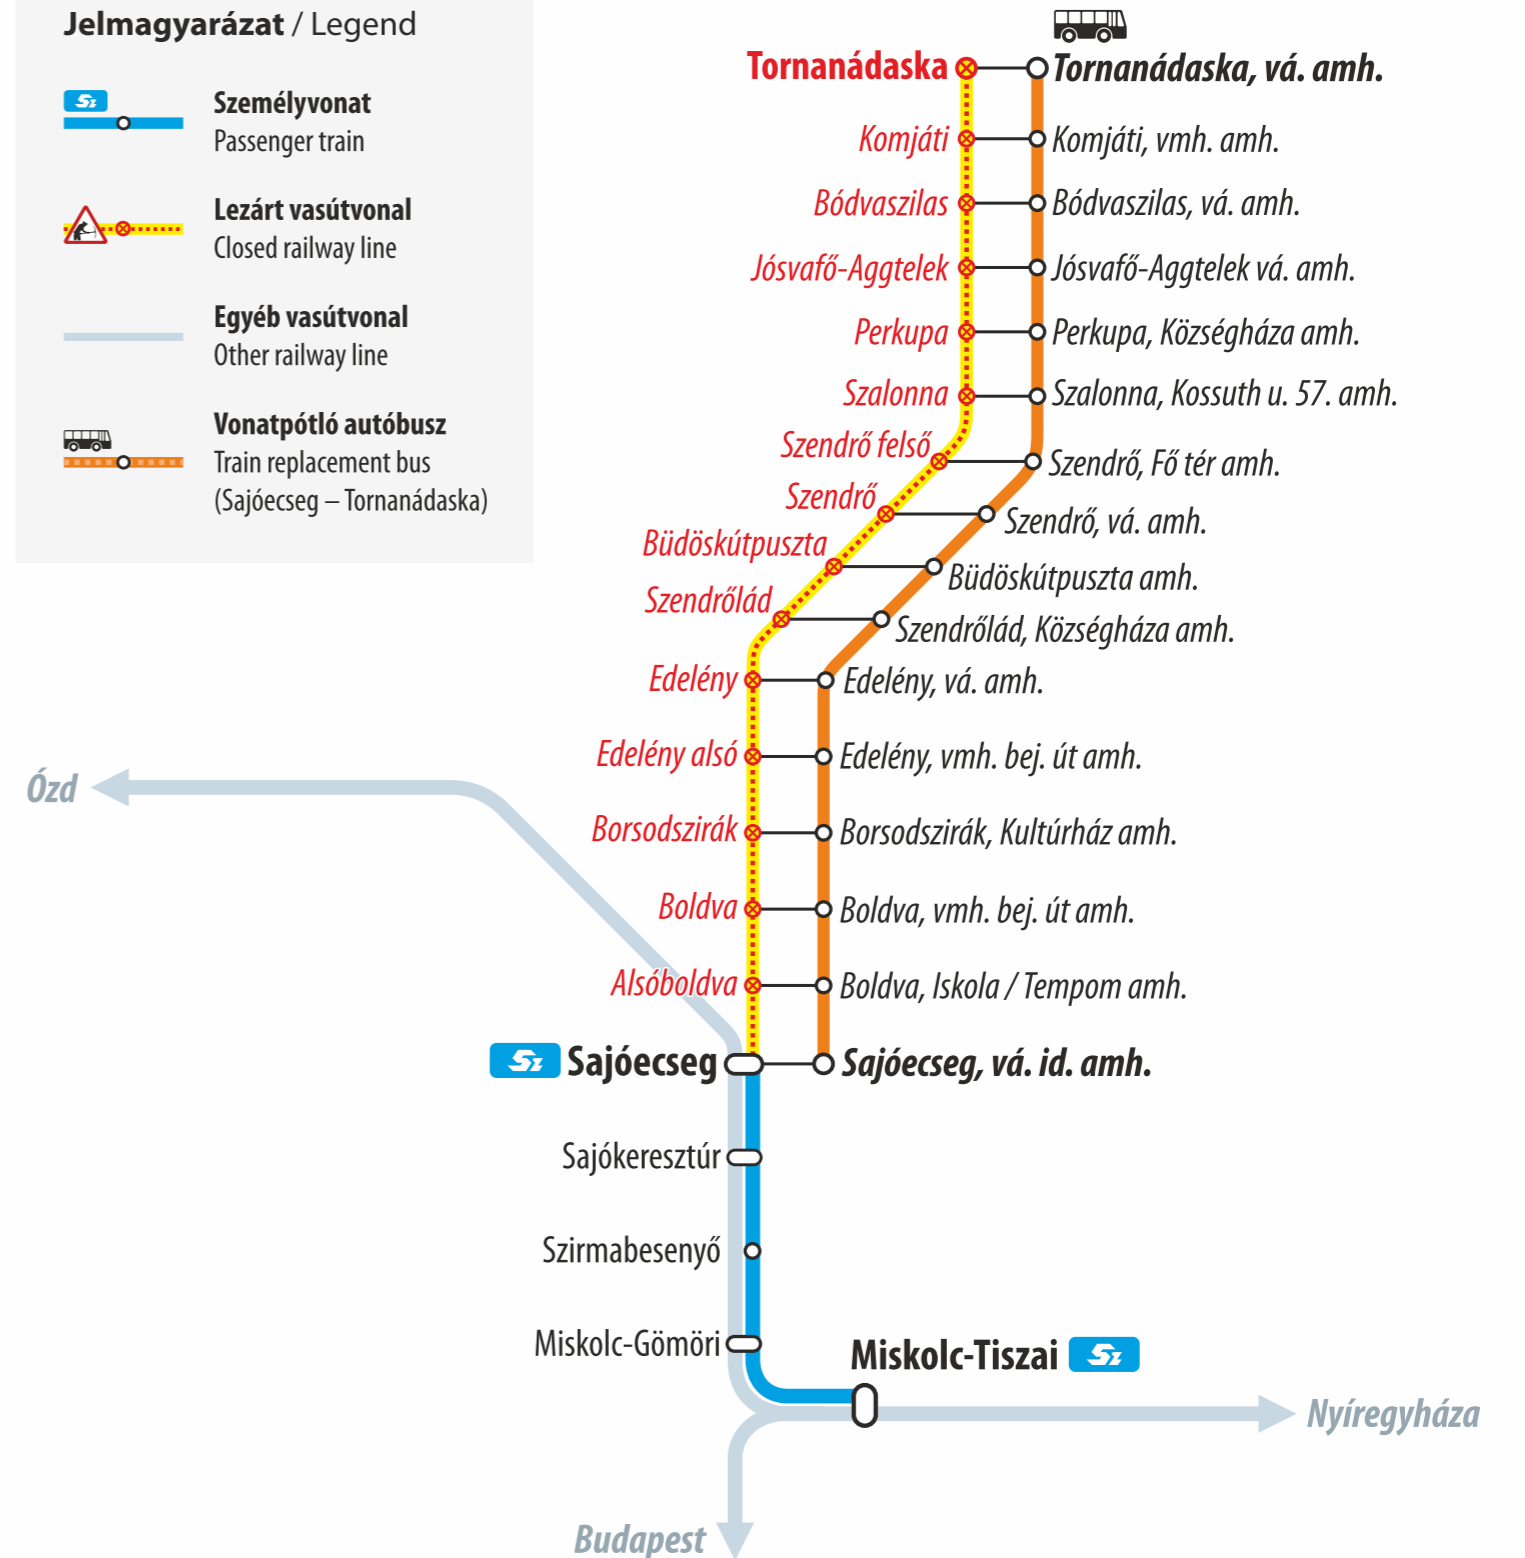 Jelmagyarázat / Legend
Sz
Személyvonat
Passenger train
Lezárt vasútvonal
Closed railway line
Egyéb vasútvonal
Other railway line
Vonatpótló autóbusz
Train replacement bus
(Sajóecseg – Tornanádaska)
Tornanádaska
Tornanádaska, vá. amh.
Komjáti
Komjáti, vmh. amh.
Bódvaszilas
Bódvaszilas, vá. amh.
Jósvafő-Aggtelek
Jósvafő-Aggtelek vá. amh.
Perkupa
Perkupa, Községháza amh.
Szalonna
Szalonna, Kossuth u. 57. amh.
Szendrő felső
Szendrő, Fő tér amh.
Szendrő
Szendrő, vá. amh.
Büdöskútpuszta
Büdöskútpuszta amh.
Szendrőlád
Szendrőlád, Községháza amh.
Edelény
Edelény, vá. amh.
Edelény alsó
Edelény, vmh. bej. út amh.
Ózd
Borsodszirák
Borsodszirák, Kultúrház amh.
Boldva
Boldva, vmh. bej. út amh.
Alsóboldva
Boldva, Iskola / Tempom amh.
Sz Sajóecseg
Sajóecseg, vá. id. amh.
Sajókeresztúr
Szirmabesenyő
Miskolc-Gömöri
Miskolc-Tiszai Sz
Nyíregyháza
Budapest